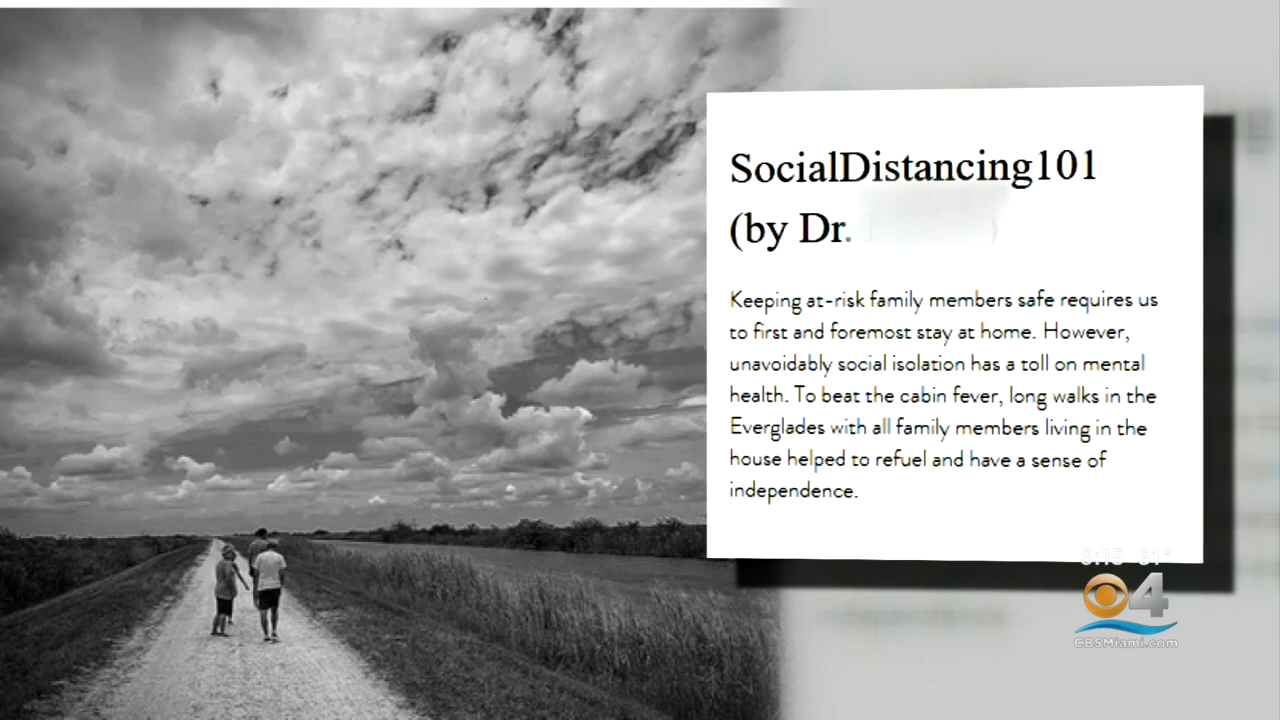 SocialDistancing101
(by Dr.
Keeping at-risk family members safe requires us
to first and foremost stay at home. However,
unavoidably social isolation has a toll on mental
health. To beat the cabin fever, long walks in the
Everglades with all family members living in the
house helped to refuel and have a sense of
independence.
4
CBSMiami.com